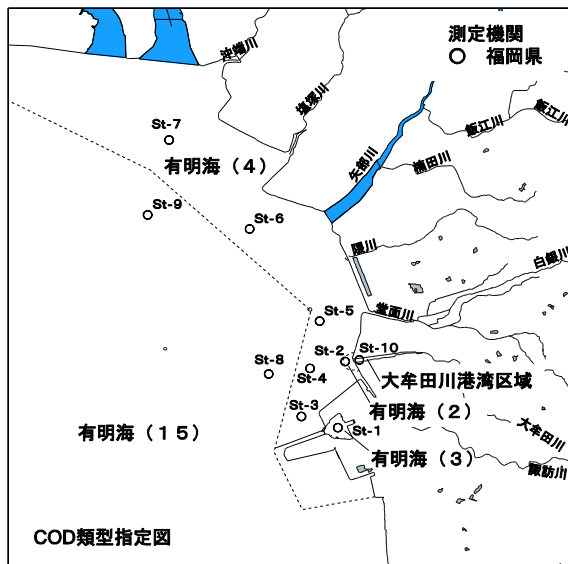 測定機関
○ 福岡県
沖端川
塩塚川
飯江川
飯江川
矢部川
楠田川
St-7
有明海（４）
St-9
St-6
隈川
白銀川
堂面川
St-5
St-2
St-10
St-8
St-4
大牟田川港湾区域
St-3
有明海（２）
大牟田川
有明海（１５）
St-1
有明海（３）
諏訪川
COD類型指定図